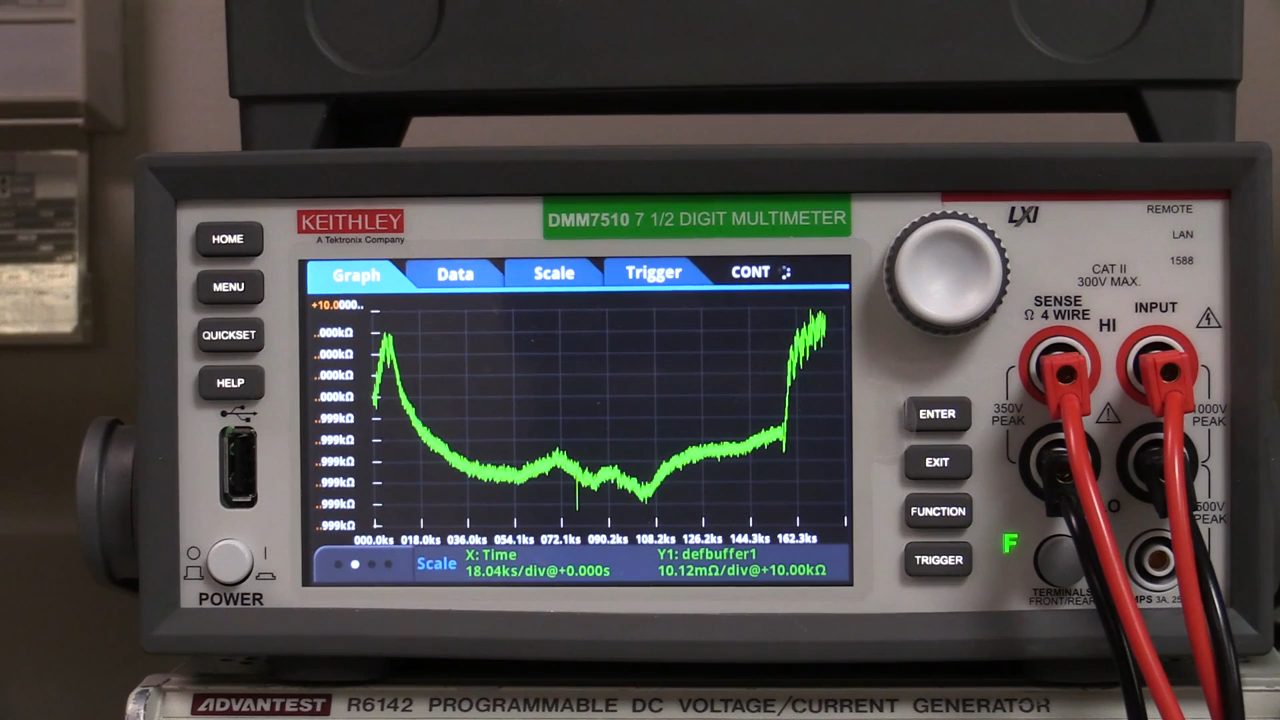 KEITHLEY
A Tektronix Company
DMM7510 7 1/2 DIGIT MULTIMETER
LXI
REMOTE
LAN
1588
HOME
MENU
QUICKSET
HELP
POWER
Graph Data Scale Trigger CONT
+10.0000..
..000kΩ
..000kΩ
..000kΩ
..000kΩ
..999kΩ
..999kΩ
..999kΩ
..999kΩ
..999kΩ
..999kΩ
000.0ks 018.0ks 036.0ks 054.1ks 072.1ks 090.2ks 108.2ks 126.2ks 144.3ks 162.3ks
Scale
X: Time
18.04ks/div@+0.000s
Y1: defbuffer1
10.12mΩ/div@+10.00kΩ
ENTER
EXIT
FUNCTION
TRIGGER
F
CAT II
300V MAX.
SENSE
Ω 4 WIRE
HI
INPUT
350V
PEAK
1000V
PEAK
500V
PEAK
TERMINALS
FRONT/REAR
ADVANTEST R6142 PROGRAMMABLE DC VOLTAGE/CURRENT GENERATOR